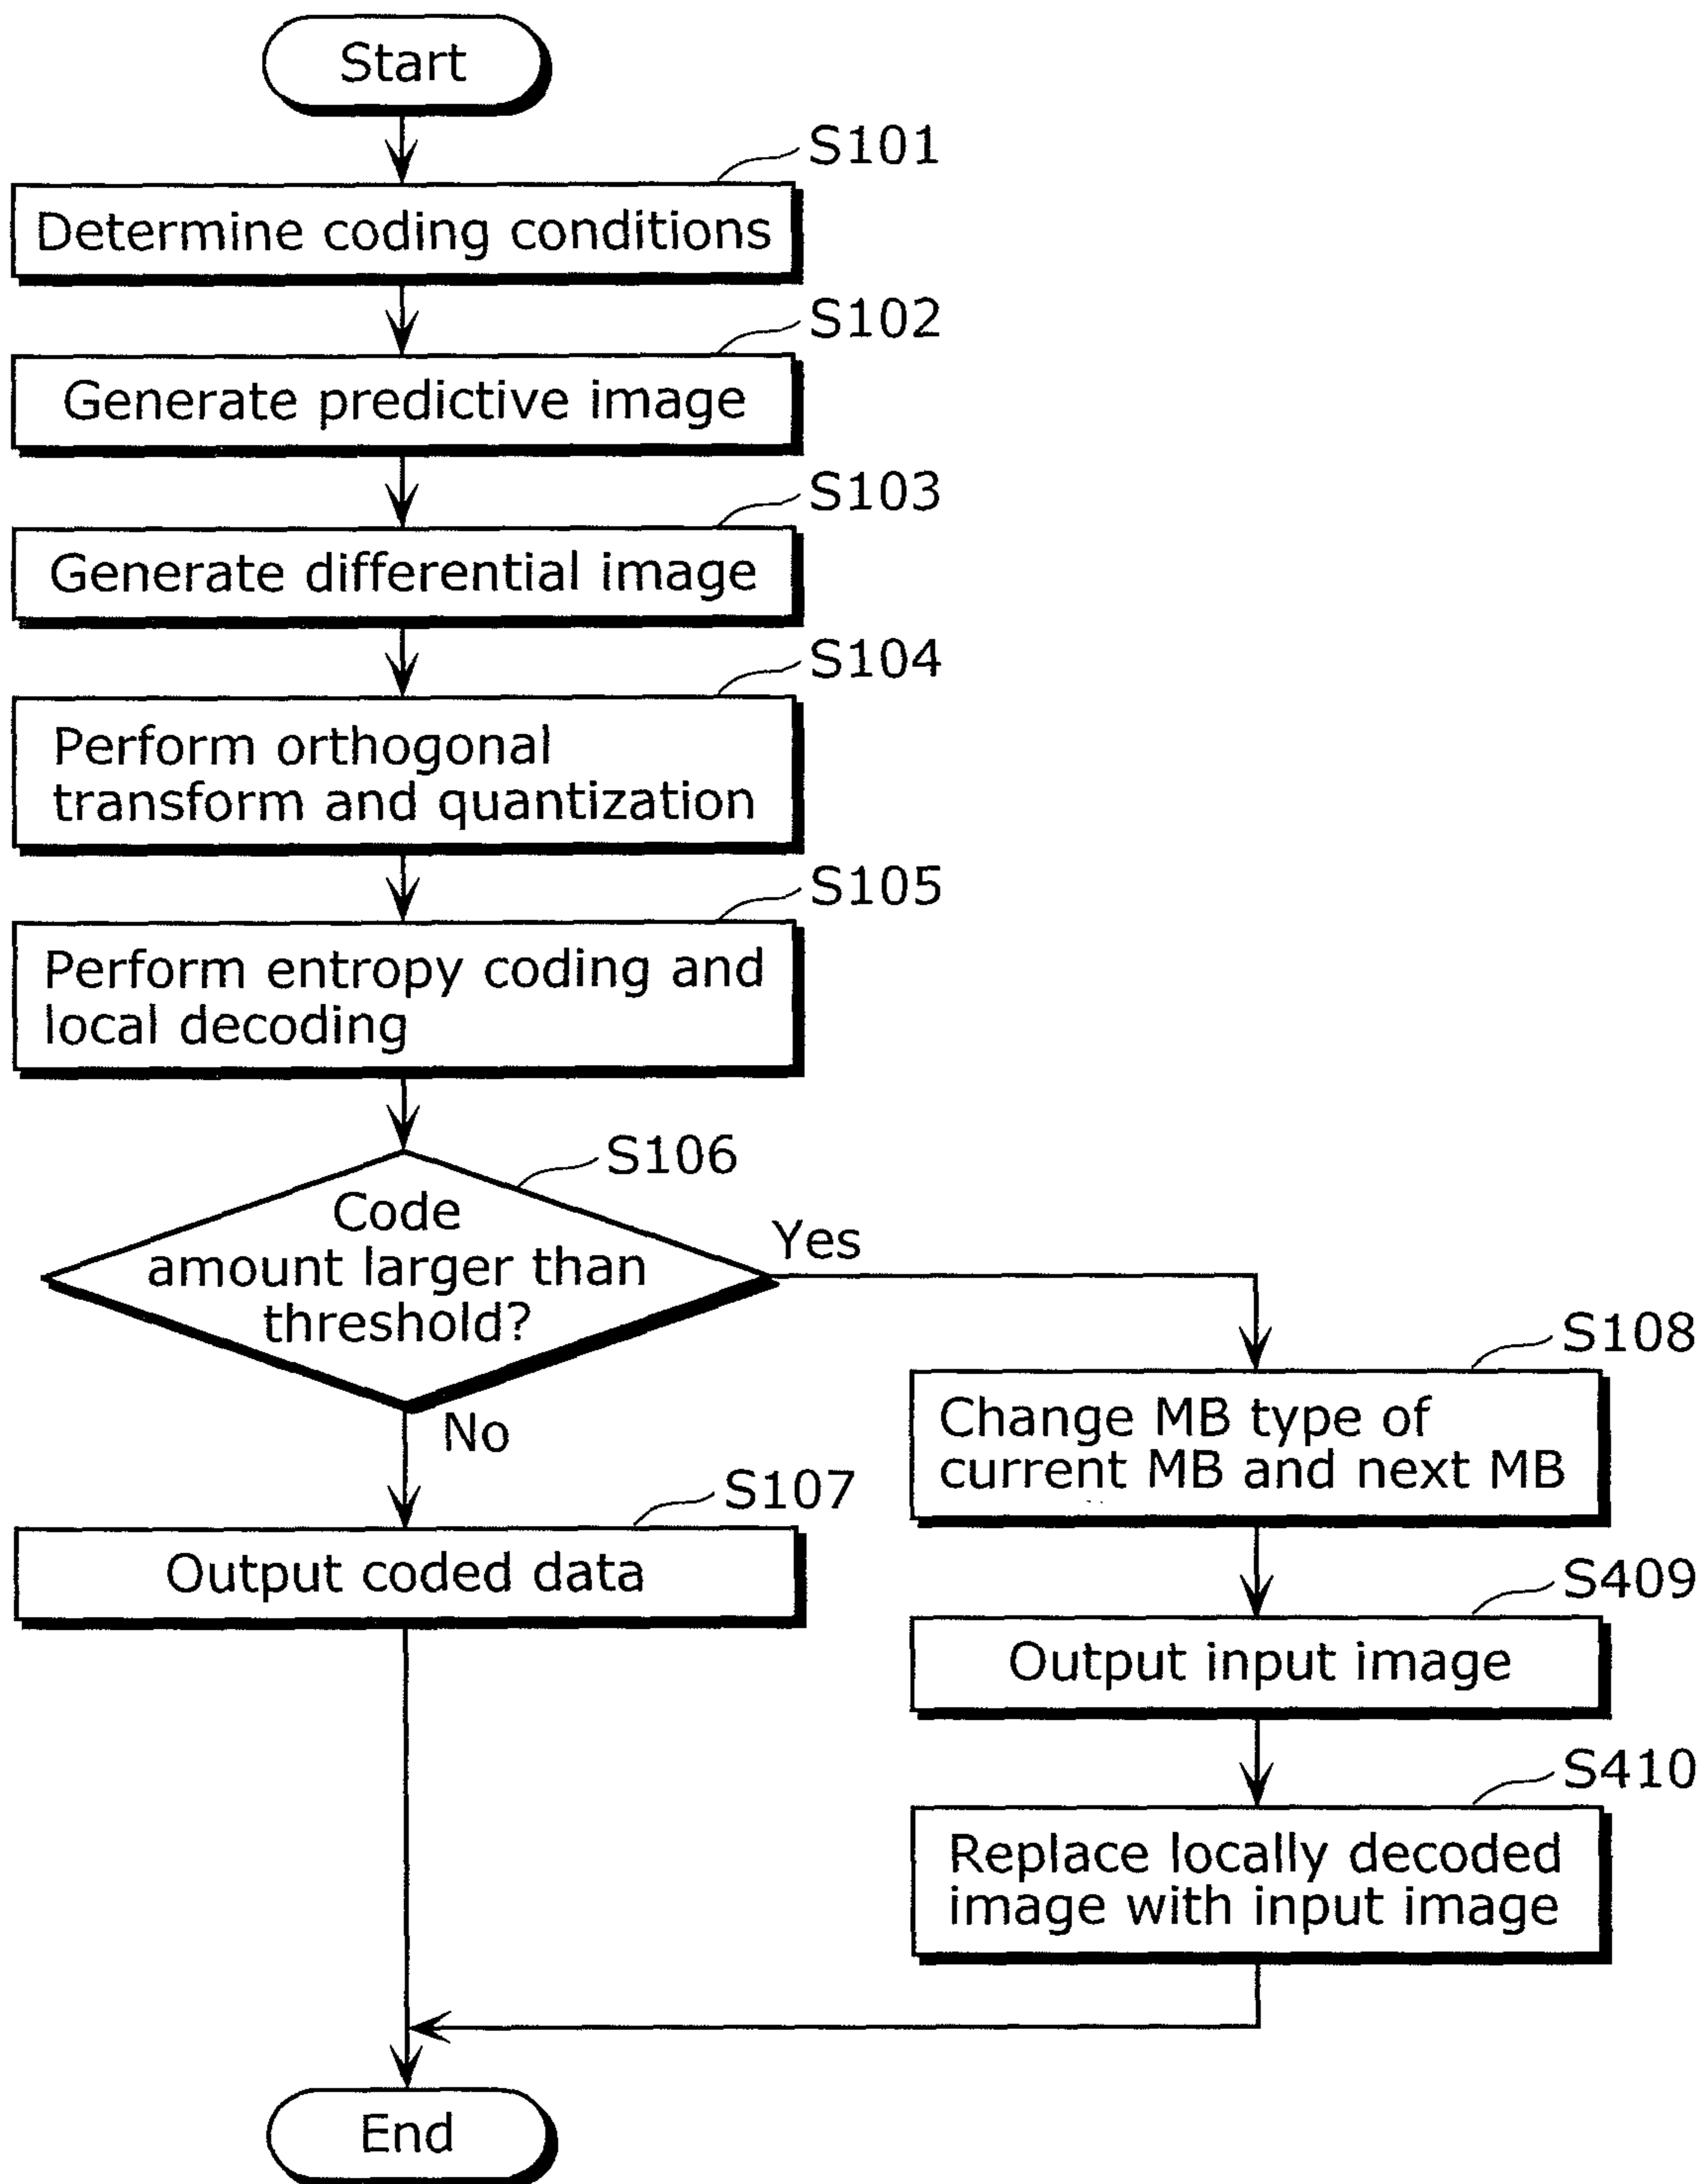 Start
S101
Determine coding conditions
S102
Generate predictive image
S103
Generate differential image
S104
Perform orthogonal
transform and quantization
S105
Perform entropy coding and
local decoding
S106
Code
amount larger than
threshold?
Yes
No
S107
Output coded data
S108
Change MB type of
current MB and next MB
S409
Output input image
S410
Replace locally decoded
image with input image
End